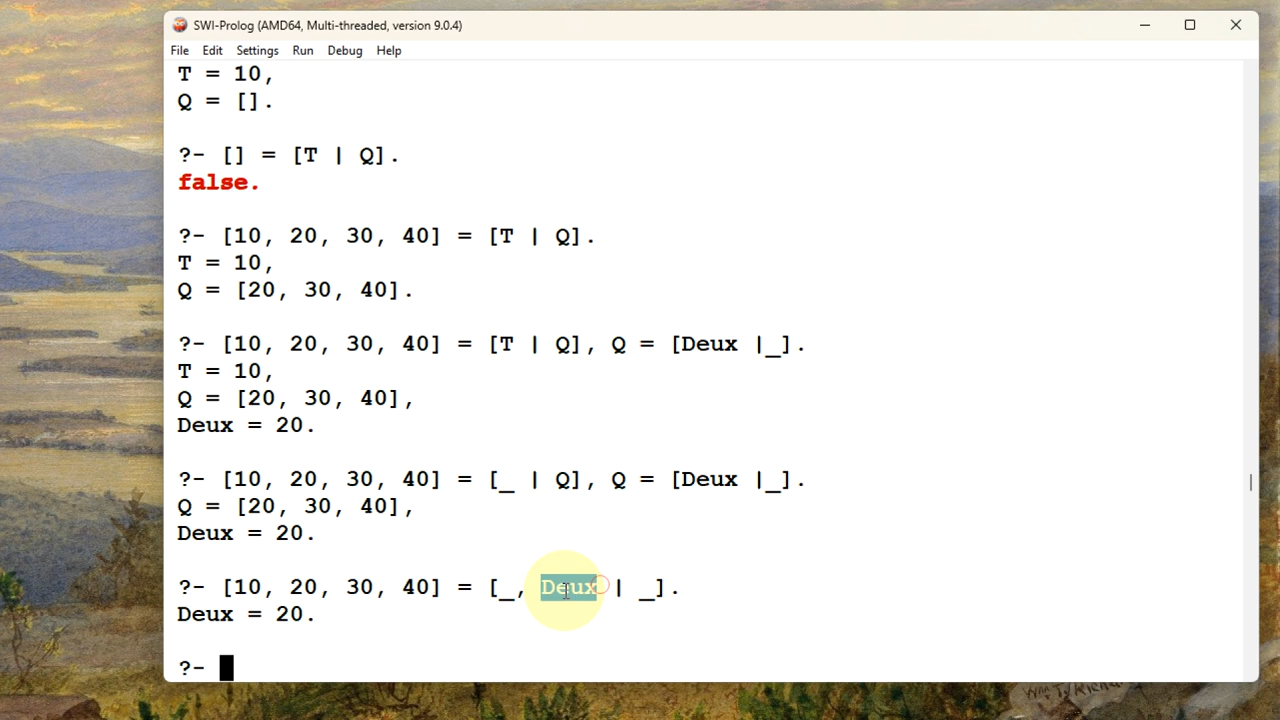 SWI-Prolog (AMD64, Multi-threaded, version 9.0.4)
File Edit Settings Run Debug Help
T = 10,
Q = [].
?- [] = [T | Q].
false.
?- [10, 20, 30, 40] = [T | Q].
T = 10,
Q = [20, 30, 40].
?- [10, 20, 30, 40] = [T | Q], Q = [Deux |_].
T = 10,
Q = [20, 30, 40],
Deux = 20.
?- [10, 20, 30, 40] = [_ | Q], Q = [Deux |_].
Q = [20, 30, 40],
Deux = 20.
?- [10, 20, 30, 40] = [_, Deux | _].
Deux = 20.
?-